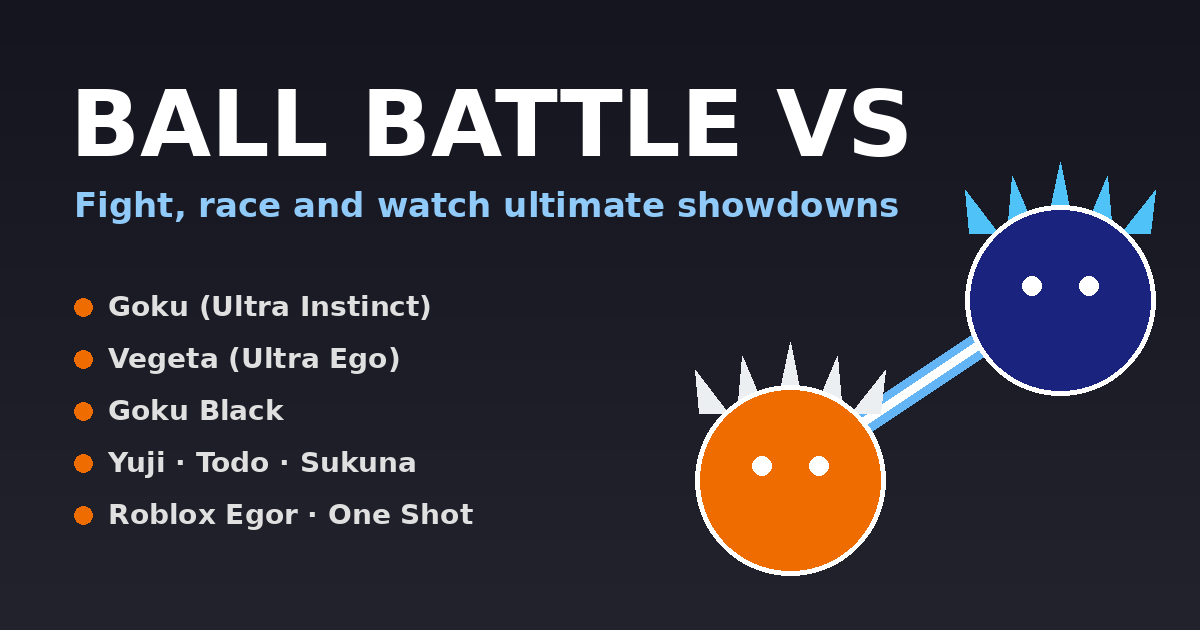 BALL BATTLE VS
Fight, race and watch ultimate showdowns
Goku (Ultra Instinct)
Vegeta (Ultra Ego)
Goku Black
Yuji · Todo · Sukuna
Roblox Egor · One Shot